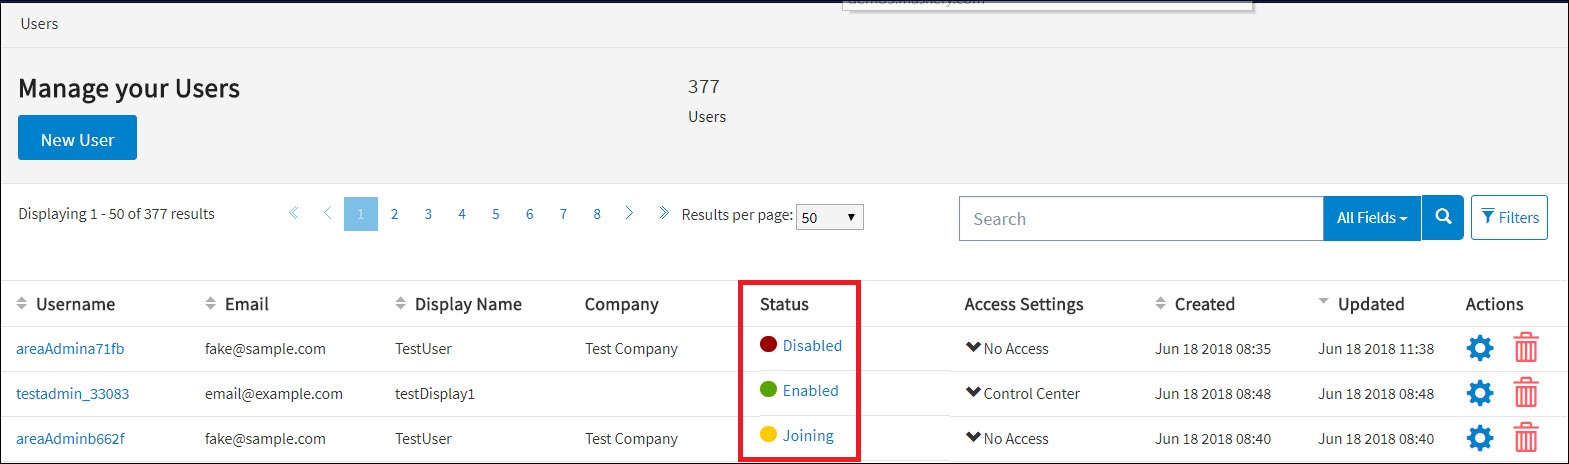 Users
Manage your Users
377
Users
New User
Displaying 1 - 50 of 377 results
1 2 3 4 5 6 7 8
Results per page: 50
Search
All Fields
Filters
Username Email Display Name Company Status Access Settings Created Updated Actions
areaAdmina71fb fake@sample.com TestUser Test Company Disabled No Access Jun 18 2018 08:35 Jun 18 2018 11:38
testadmin_33083 email@example.com testDisplay1 Enabled Control Center Jun 18 2018 08:48 Jun 18 2018 08:48
areaAdminb662f fake@sample.com TestUser Test Company Joining No Access Jun 18 2018 08:40 Jun 18 2018 08:40